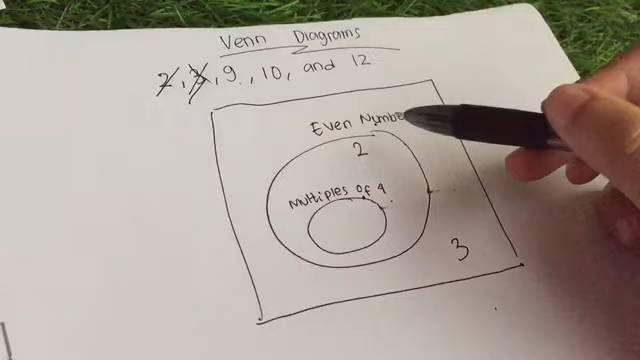 Venn Diagrams
2, 3, 9, 10, and 12
Even Numbe
2
Multiples of 4
3